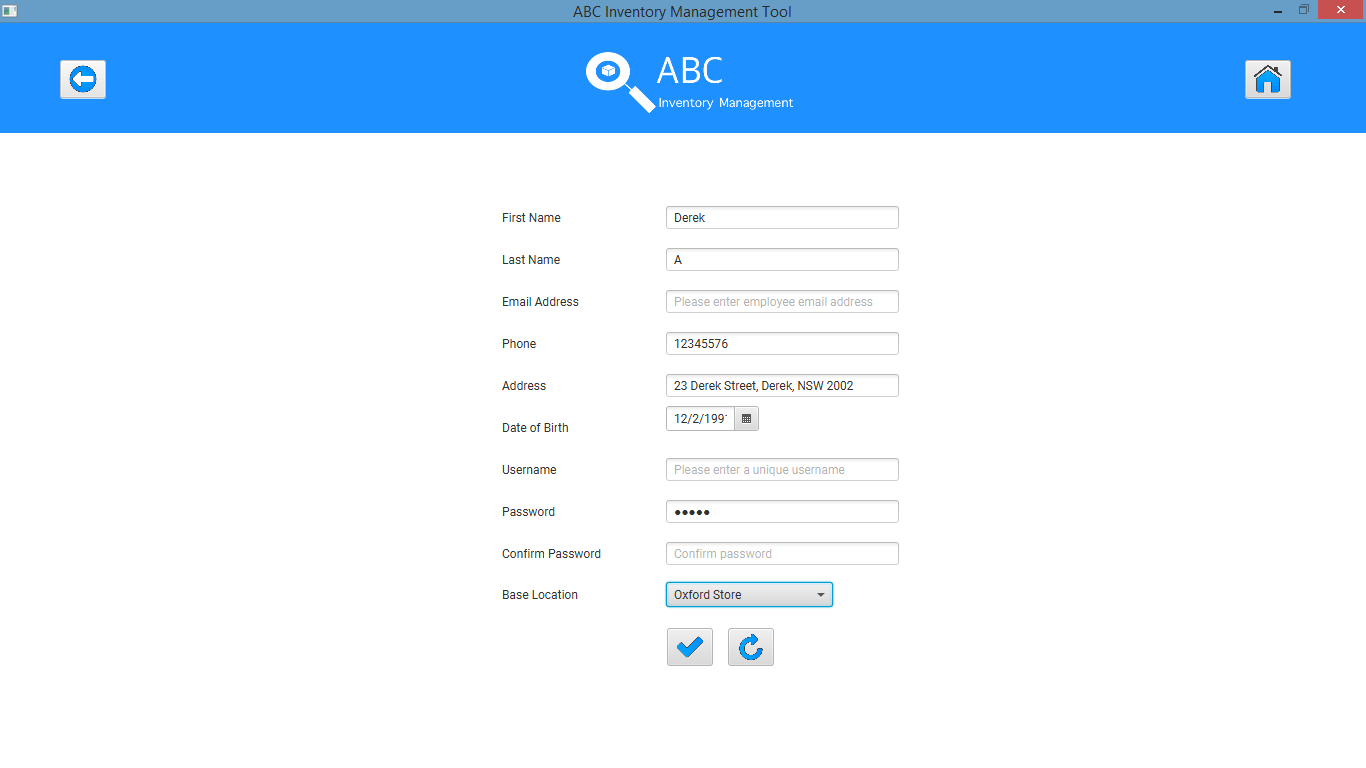 ABC Inventory Management Tool
ABC
Inventory Management
First Name Derek
Last Name A
Email Address Please enter employee email address
Phone 12345576
Address 23 Derek Street, Derek, NSW 2002
Date of Birth 12/2/199
Username Please enter a unique username
Password •••••
Confirm Password Confirm password
Base Location Oxford Store